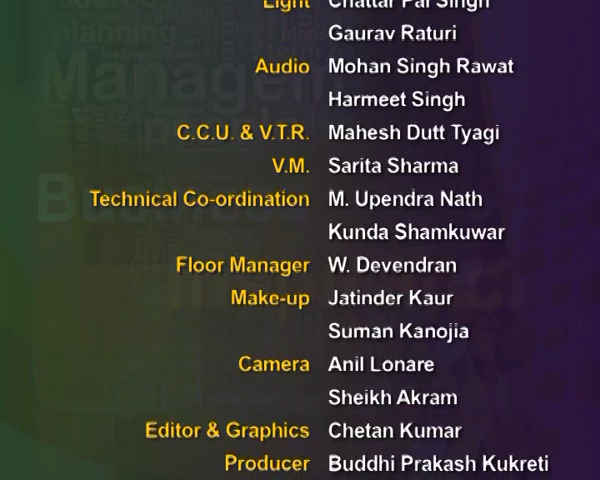 Light Chattar Pal Singh
Gaurav Raturi
Audio Mohan Singh Rawat
Harmeet Singh
C.C.U. & V.T.R. Mahesh Dutt Tyagi
V.M. Sarita Sharma
Technical Co-ordination M. Upendra Nath
Kunda Shamkuwar
Floor Manager W. Devendran
Make-up Jatinder Kaur
Suman Kanojia
Camera Anil Lonare
Sheikh Akram
Editor & Graphics Chetan Kumar
Producer Buddhi Prakash Kukreti
planning